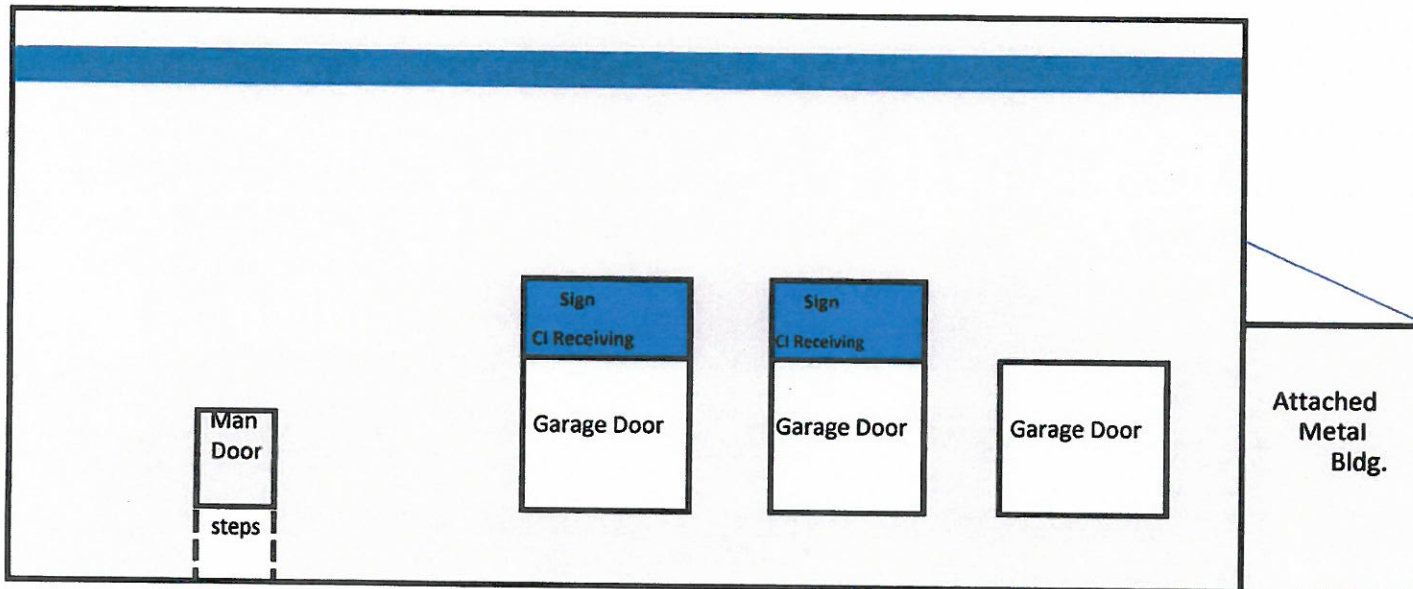 Sign
CI Receiving
Sign
CI Receiving
Man
Door
steps
Garage Door
Garage Door
Garage Door
Attached
Metal
Bldg.